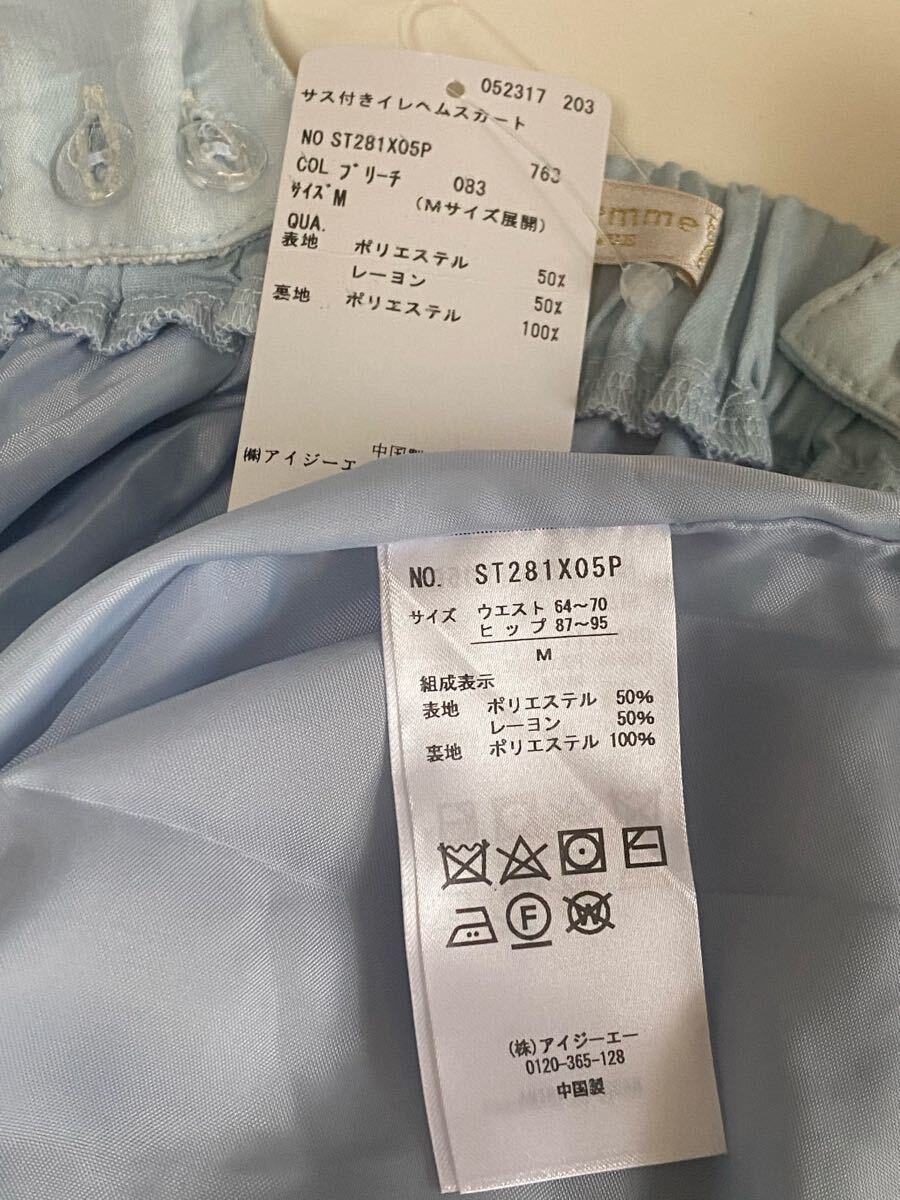 052317 203
サス付きイレヘムスカート
NO ST281X05P
763
COL ブリーチ 083
サイズ M (Mサイズ展開)
QUA.
表地 ポリエステル 50%
レーヨン 50%
裏地 ポリエステル 100%
㈱アイジーエ
中国製
emme
NO. ST281X05P
サイズ ウエスト 64〜70
ヒップ 87〜95
M
組成表示
表地 ポリエステル 50%
レーヨン 50%
裏地 ポリエステル 100%
F
W
(株)アイジーエー
0120-365-128
中国製